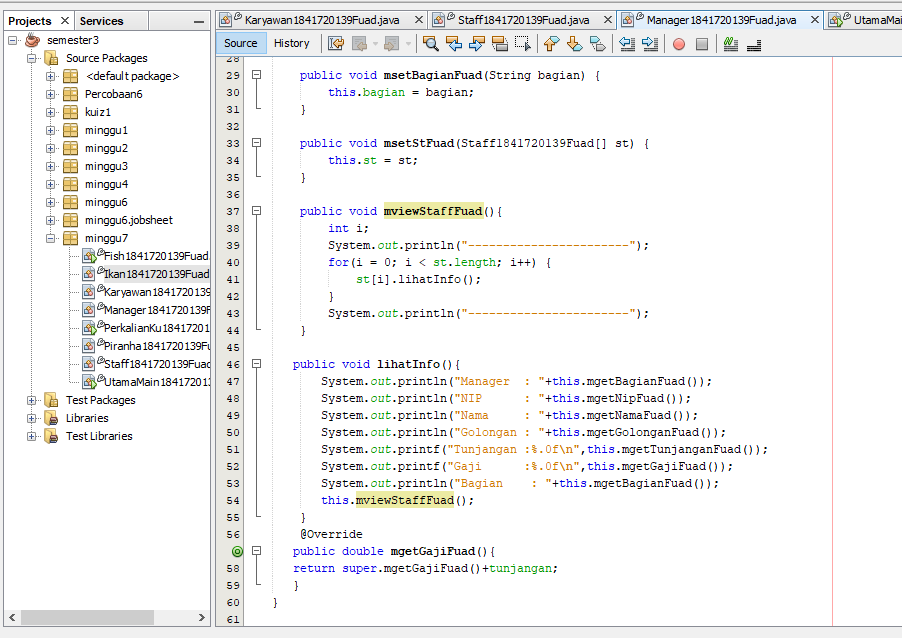 Projects × Services
Karyawan1841720139Fuad.java × Staff1841720139Fuad.java × Manager1841720139Fuad.java × UtamaMai
Source History
semester3
Source Packages
<default package>
Percobaan6
kuiz1
minggu1
minggu2
minggu3
minggu4
minggu6
minggu6.jobsheet
minggu7
Fish1841720139Fuad.
Ikan1841720139Fuad
Karyawan1841720139
Manager1841720139F
PerkalianKu18417201
Piranha1841720139Fu
Staff1841720139Fuad
UtamaMain18417201
Test Packages
Libraries
Test Libraries
28
29 public void msetBagianFuad(String bagian) {
30 this.bagian = bagian;
31 }
32
33 public void msetStFuad(Staff1841720139Fuad[] st) {
34 this.st = st;
35 }
36
37 public void mviewStaffFuad(){
38 int i;
39 System.out.println("-----------------------");
40 for(i = 0; i < st.length; i++) {
41 st[i].lihatInfo();
42 }
43 System.out.println("-----------------------");
44 }
45
46 public void lihatInfo(){
47 System.out.println("Manager  : "+this.mgetBagianFuad());
48 System.out.println("NIP      : "+this.mgetNipFuad());
49 System.out.println("Nama     : "+this.mgetNamaFuad());
50 System.out.println("Golongan : "+this.mgetGolonganFuad());
51 System.out.printf("Tunjangan :%.0f\n",this.mgetTunjanganFuad());
52 System.out.printf("Gaji      :%.0f\n",this.mgetGajiFuad());
53 System.out.println("Bagian    : "+this.mgetBagianFuad());
54 this.mviewStaffFuad();
55 }
56 @Override
public double mgetGajiFuad(){
58 return super.mgetGajiFuad()+tunjangan;
59 }
60 }
61